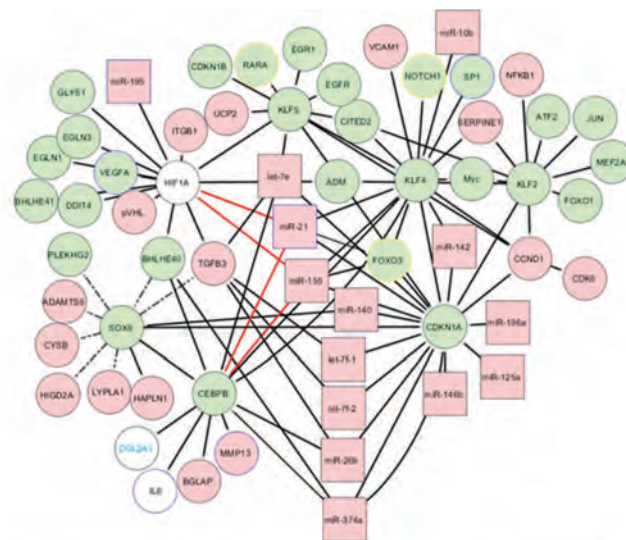 miR-10b
VCAM1
EGR1
RARA
CDKN1B
NOTCH1
SP1
NFKB1
miR-195
GLYS1
EGFR
KLF5
UCP2
ITGB1
CITED2
SERPINE1
ATF2
JUN
EGLN3
EGLN1
VEGFA
HIF1A
let-7e
ADM
KLF4
Myc
KLF2
MEF2A
BHLHE41
DDIT4
pVHL
FOXO1
miR-21
PLEKHG2
BHLHE40
TGFB3
FOXO3
miR-142
CCND1
miR-155
CDK6
ADAMTS5
SOX9
miR-140
CDKN1A
miR-196a
CYSB
let-7f-1
miR-125a
HIGD2A
LYPLA1
HAPLN1
CEBPB
let-7f-2
miR-146b
MMP13
miR-26b
IL6
BGLAP
miR-374a